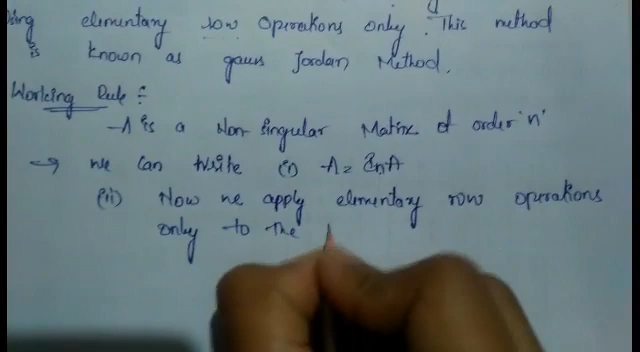 elementary row operations only. This method
is known as gauss Jordan Method.
Working Rule :-
A is a Non singular Matrix of order 'n'
→ we can write (i) A = InA
(ii) Now we apply elementary row operations
only to the